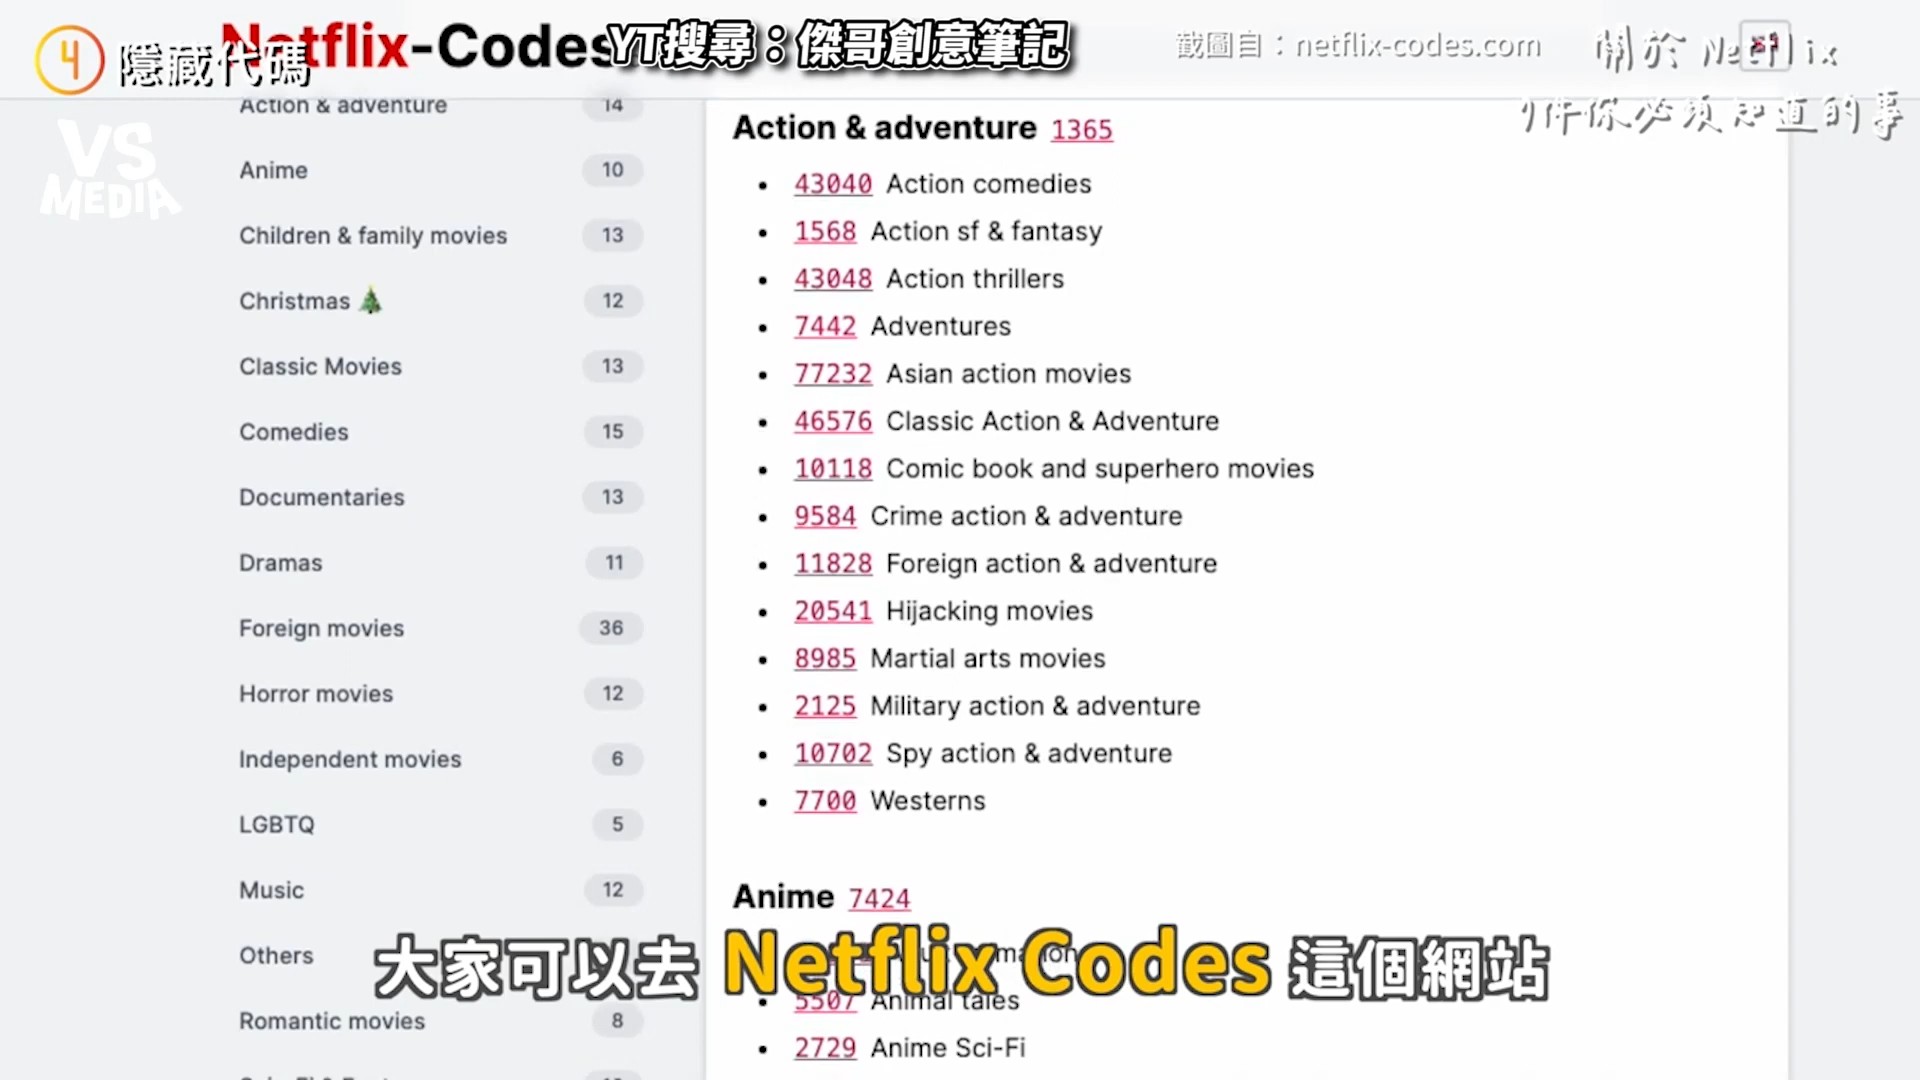 4 隱藏代碼
Netflix-Codes
YT搜尋：傑哥創意筆記
截圖自：netflix-codes.com
關於 Netflix
9件你必須知道的事
VS
MEDIA
Action & adventure 14
Anime 10
Children & family movies 13
Christmas 🎄 12
Classic Movies 13
Comedies 15
Documentaries 13
Dramas 11
Foreign movies 36
Horror movies 12
Independent movies 6
LGBTQ 5
Music 12
Others
Romantic movies 8
Action & adventure 1365
43040 Action comedies
1568 Action sf & fantasy
43048 Action thrillers
7442 Adventures
77232 Asian action movies
46576 Classic Action & Adventure
10118 Comic book and superhero movies
9584 Crime action & adventure
11828 Foreign action & adventure
20541 Hijacking movies
8985 Martial arts movies
2125 Military action & adventure
10702 Spy action & adventure
7700 Westerns
Anime 7424
5507 Animal tales
2729 Anime Sci-Fi
大家可以去 Netflix Codes 這個網站